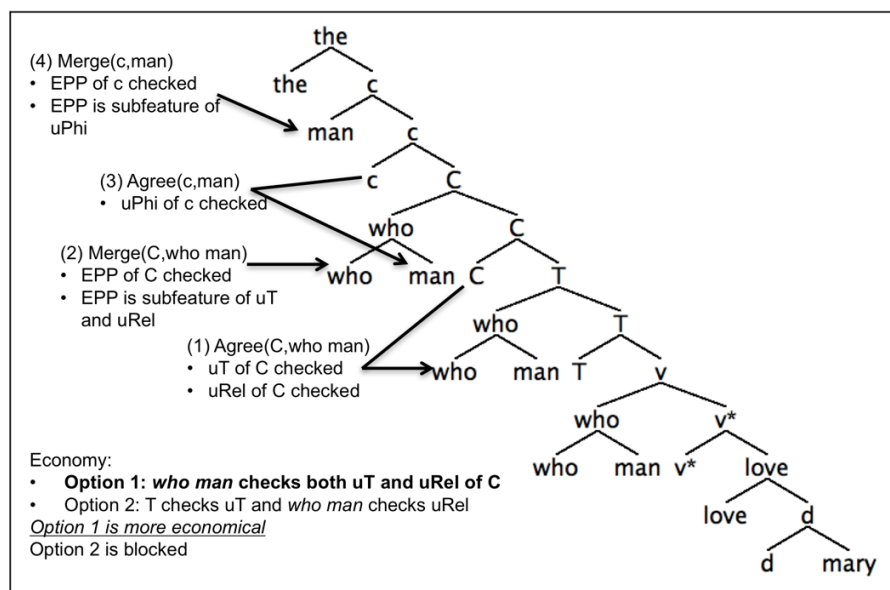 the
(4) Merge(c,man)
• EPP of c checked
• EPP is subfeature of
uPhi
the c
man c
(3) Agree(c,man)
• uPhi of c checked
c C
who C
(2) Merge(C,who man)
• EPP of C checked
• EPP is subfeature of uT
and uRel
who man C T
who T
(1) Agree(C,who man)
• uT of C checked
• uRel of C checked
who man T v
who v*
who man v* love
love d
d mary
Economy:
• Option 1: who man checks both uT and uRel of C
• Option 2: T checks uT and who man checks uRel
Option 1 is more economical
Option 2 is blocked